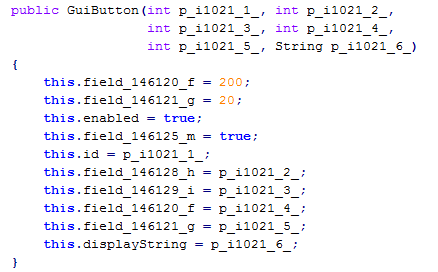 public GuiButton(int p_i1021_1_, int p_i1021_2_,
int p_i1021_3_, int p_i1021_4_,
int p_i1021_5_, String p_i1021_6_)
{
this.field_146120_f = 200;
this.field_146121_g = 20;
this.enabled = true;
this.field_146125_m = true;
this.id = p_i1021_1_;
this.field_146128_h = p_i1021_2_;
this.field_146129_i = p_i1021_3_;
this.field_146120_f = p_i1021_4_;
this.field_146121_g = p_i1021_5_;
this.displayString = p_i1021_6_;
}